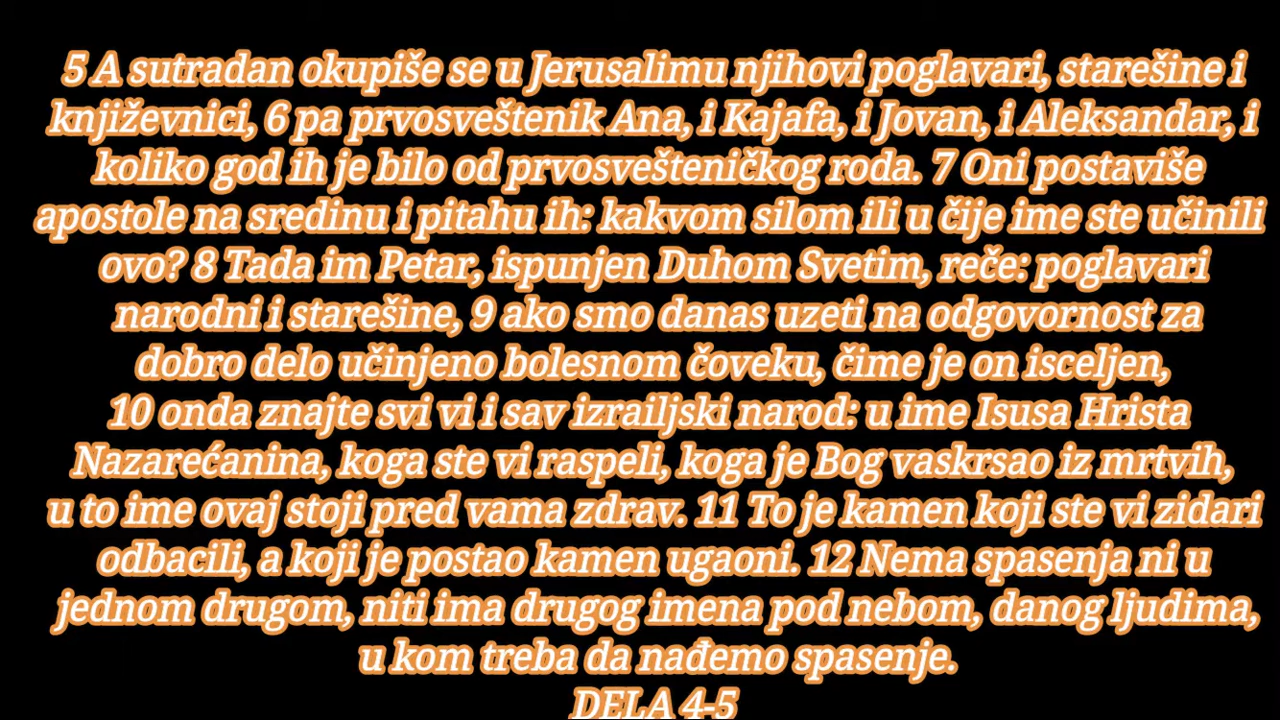 5 A sutradan okupiše se u Jerusalimu njihovi poglavari, starešine i
književnici, 6 pa prvosveštenik Ana, i Kajafa, i Jovan, i Aleksandar, i
koliko god ih je bilo od prvosvešteničkog roda. 7 Oni postaviše
apostole na sredinu i pitahu ih: kakvom silom ili u čije ime ste učinili
ovo? 8 Tada im Petar, ispunjen Duhom Svetim, reče: poglavari
narodni i starešine, 9 ako smo danas uzeti na odgovornost za
dobro delo učinjeno bolesnom čoveku, čime je on isceljen,
10 onda znajte svi vi i sav izrailjski narod: u ime Isusa Hrista
Nazarećanina, koga ste vi raspeli, koga je Bog vaskrsao iz mrtvih,
u to ime ovaj stoji pred vama zdrav. 11 To je kamen koji ste vi zidari
odbacili, a koji je postao kamen ugaoni. 12 Nema spasenja ni u
jednom drugom, niti ima drugog imena pod nebom, danog ljudima,
u kom treba da nađemo spasenje.
DELA 4-5